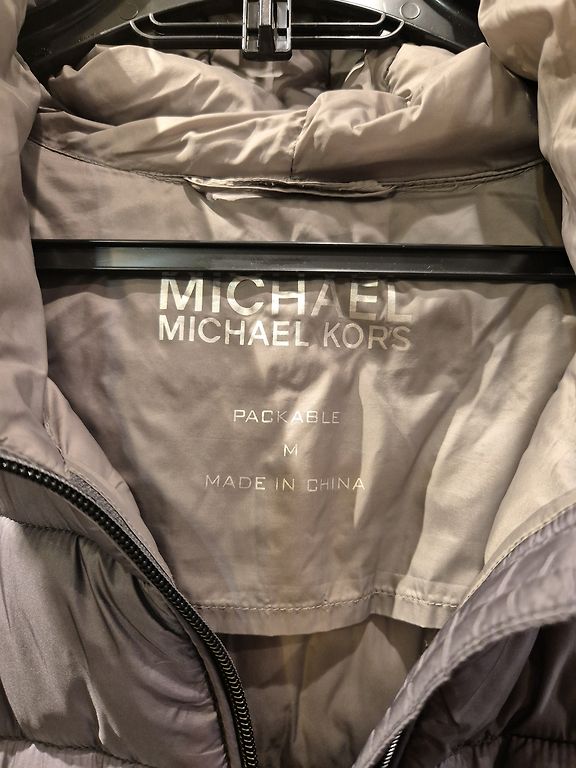 MICHAEL
MICHAEL KORS
PACKABLE
M
MADE IN CHINA